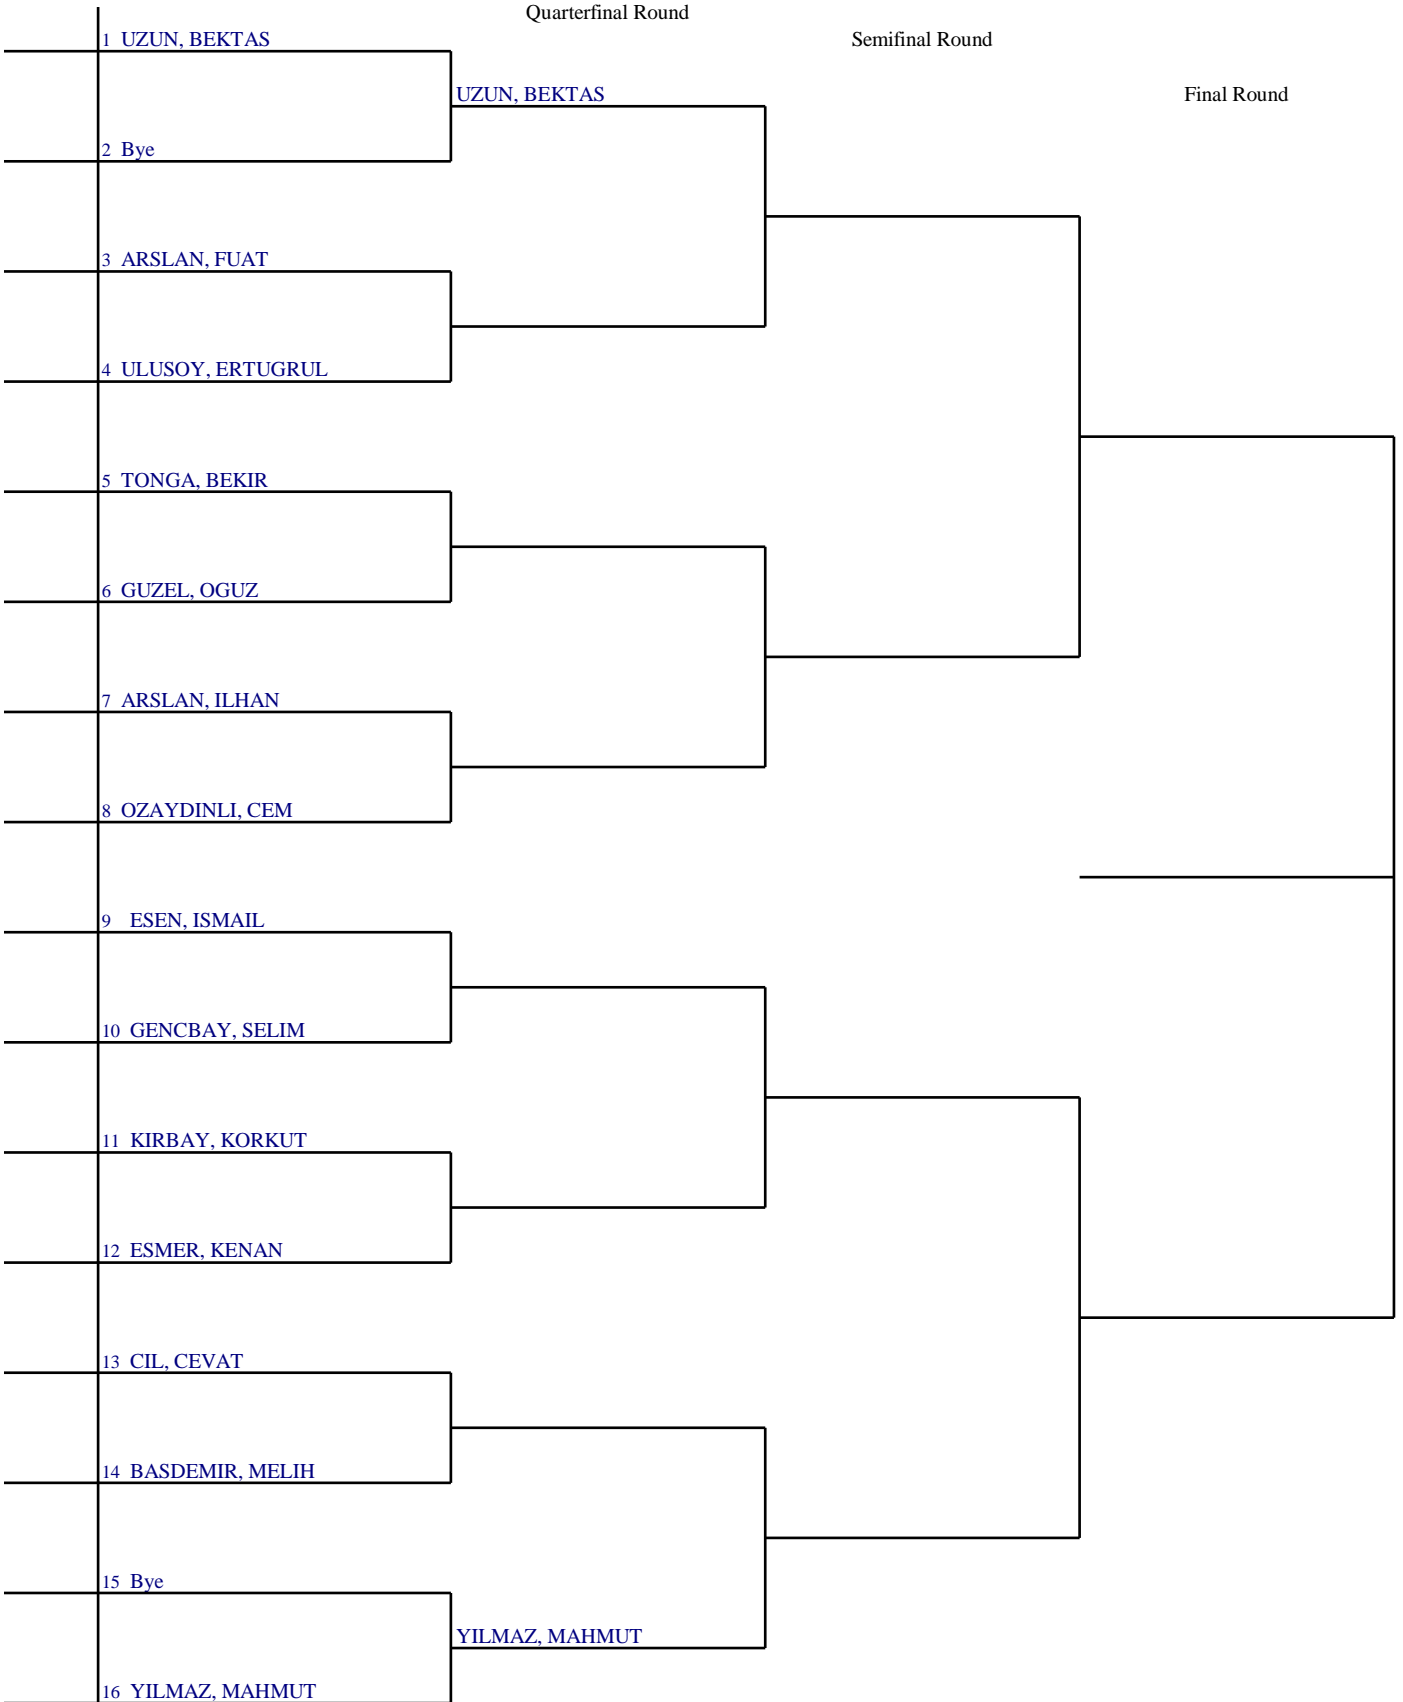 Quarterfinal Round
1 UZUN, BEKTAS
Semifinal Round
UZUN, BEKTAS
Final Round
2 Bye
3 ARSLAN, FUAT
4 ULUSOY, ERTUGRUL
5 TONGA, BEKIR
6 GUZEL, OGUZ
7 ARSLAN, ILHAN
8 OZAYDINLI, CEM
9 ESEN, ISMAIL
10 GENCBAY, SELIM
11 KIRBAY, KORKUT
12 ESMER, KENAN
13 CIL, CEVAT
14 BASDEMIR, MELIH
15 Bye
YILMAZ, MAHMUT
16 YILMAZ, MAHMUT